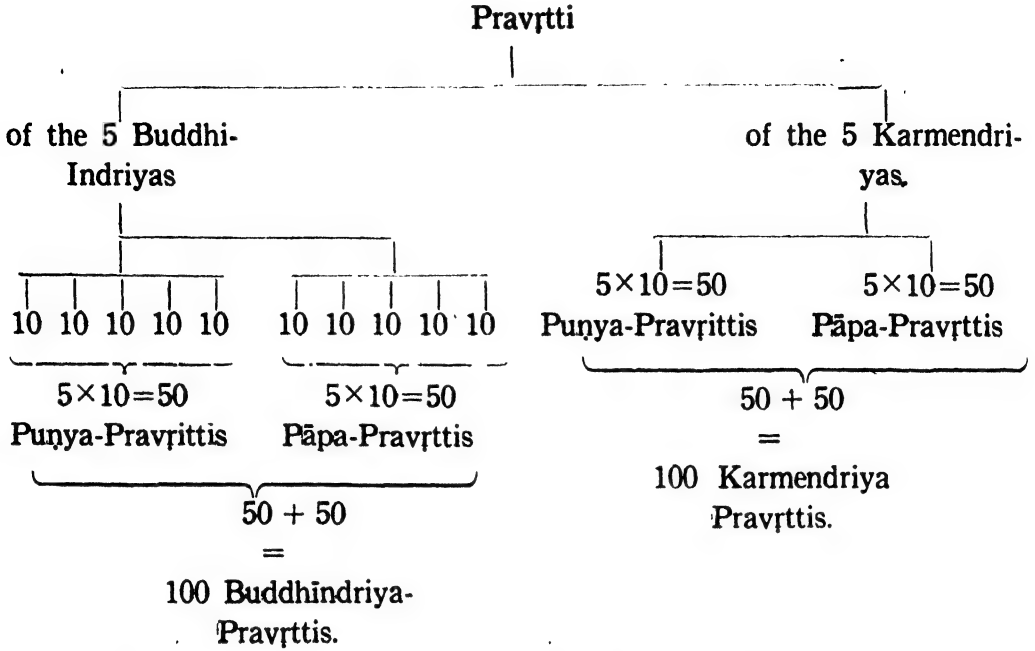 Pravṛtti
of the 5 Buddhi-
Indriyas
10 10 10 10 10
5×10=50
Puṇya-Pravṛittis
10 10 10 10 10
5×10=50
Pāpa-Pravṛttis
50 + 50
=
100 Buddhīndriya-
Pravṛttis.
of the 5 Karmendri-
yas.
5×10=50
Puṇya-Pravṛittis
5×10=50
Pāpa-Pravṛttis
50 + 50
=
100 Karmendriya
Pravṛttis.